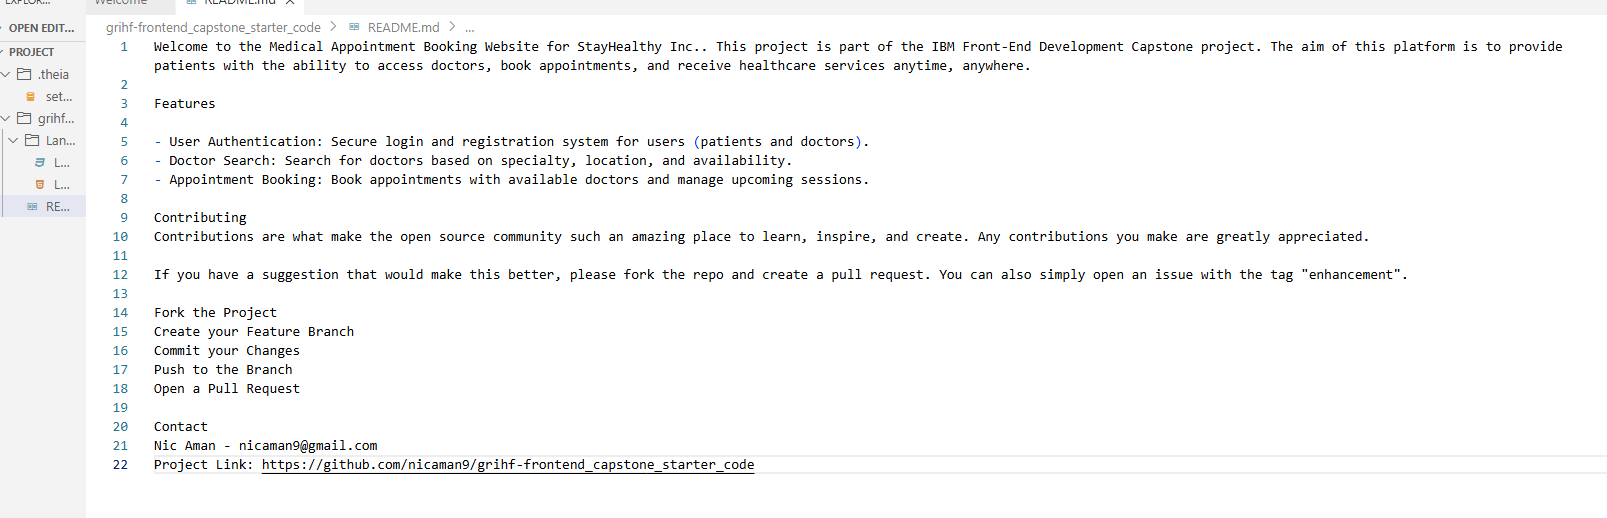 EXPLOR...
Welcome
README.md
OPEN EDIT...
PROJECT
.theia
set...
grihf...
Lan...
L...
L...
RE...
grihf-frontend_capstone_starter_code > README.md > ...
1 Welcome to the Medical Appointment Booking Website for StayHealthy Inc.. This project is part of the IBM Front-End Development Capstone project. The aim of this platform is to provide
patients with the ability to access doctors, book appointments, and receive healthcare services anytime, anywhere.
2
3 Features
4
5 - User Authentication: Secure login and registration system for users (patients and doctors).
6 - Doctor Search: Search for doctors based on specialty, location, and availability.
7 - Appointment Booking: Book appointments with available doctors and manage upcoming sessions.
8
9 Contributing
10 Contributions are what make the open source community such an amazing place to learn, inspire, and create. Any contributions you make are greatly appreciated.
11
12 If you have a suggestion that would make this better, please fork the repo and create a pull request. You can also simply open an issue with the tag "enhancement".
13
14 Fork the Project
15 Create your Feature Branch
16 Commit your Changes
17 Push to the Branch
18 Open a Pull Request
19
20 Contact
21 Nic Aman - nicaman9@gmail.com
22 Project Link: https://github.com/nicaman9/grihf-frontend_capstone_starter_code